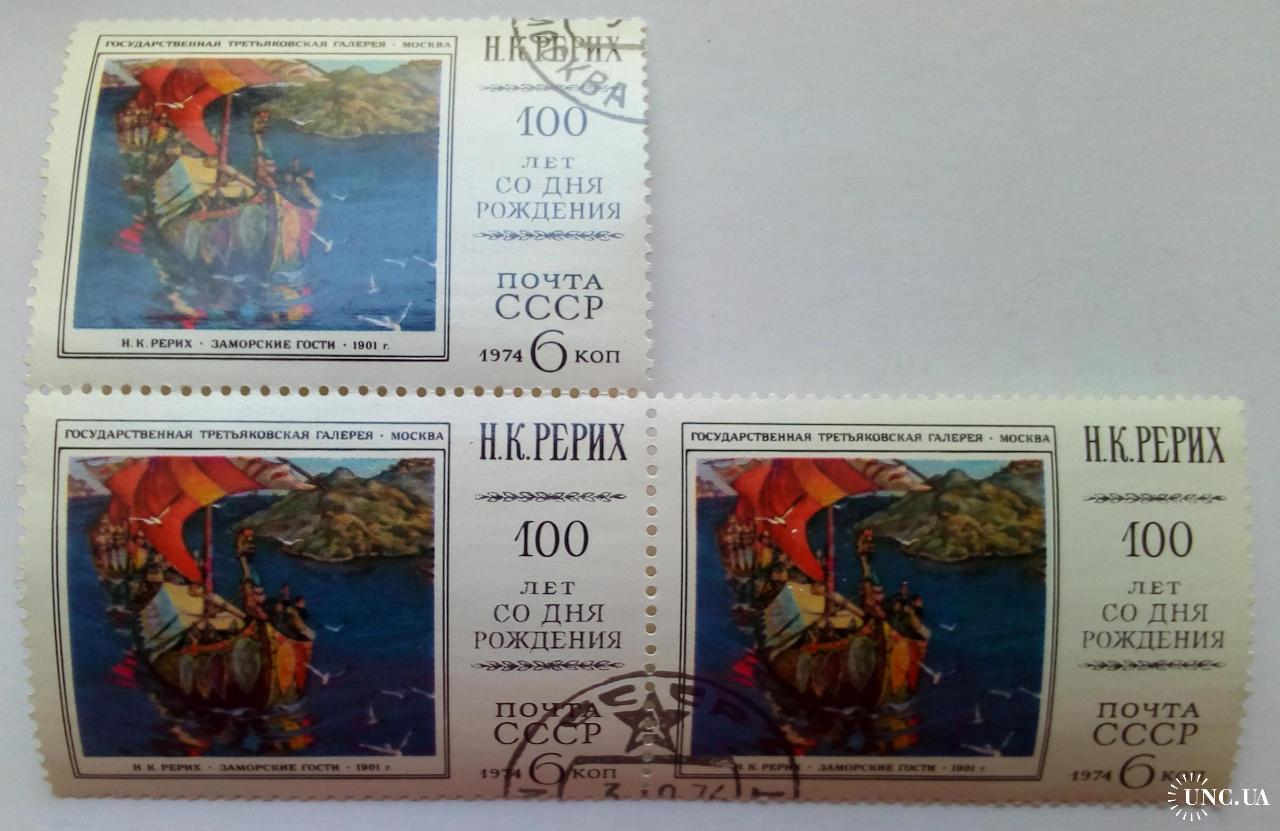 ГОСУДАРСТВЕННАЯ ТРЕТЬЯКОВСКАЯ ГАЛЕРЕЯ · МОСКВА
Н.К.РЕРИХ
МОСКВА
100
ЛЕТ
СО ДНЯ
РОЖДЕНИЯ
ПОЧТА
СССР
1974 6 КОП
Н. К. РЕРИХ · ЗАМОРСКИЕ ГОСТИ · 1901 г.
ГОСУДАРСТВЕННАЯ ТРЕТЬЯКОВСКАЯ ГАЛЕРЕЯ · МОСКВА
Н.К.РЕРИХ
100
ЛЕТ
СО ДНЯ
РОЖДЕНИЯ
ПОЧТА
СССР
1974 6 КОП
Н. К. РЕРИХ · ЗАМОРСКИЕ ГОСТИ · 1901 г.
СССР
ГОСУДАРСТВЕННАЯ ТРЕТЬЯКОВСКАЯ ГАЛЕРЕЯ · МОСКВА
Н.К.РЕРИХ
100
ЛЕТ
СО ДНЯ
РОЖДЕНИЯ
ПОЧТА
СССР
1974 6 КОП
Н. К. РЕРИХ · ЗАМОРСКИЕ ГОСТИ · 1901 г.
UNC.UA